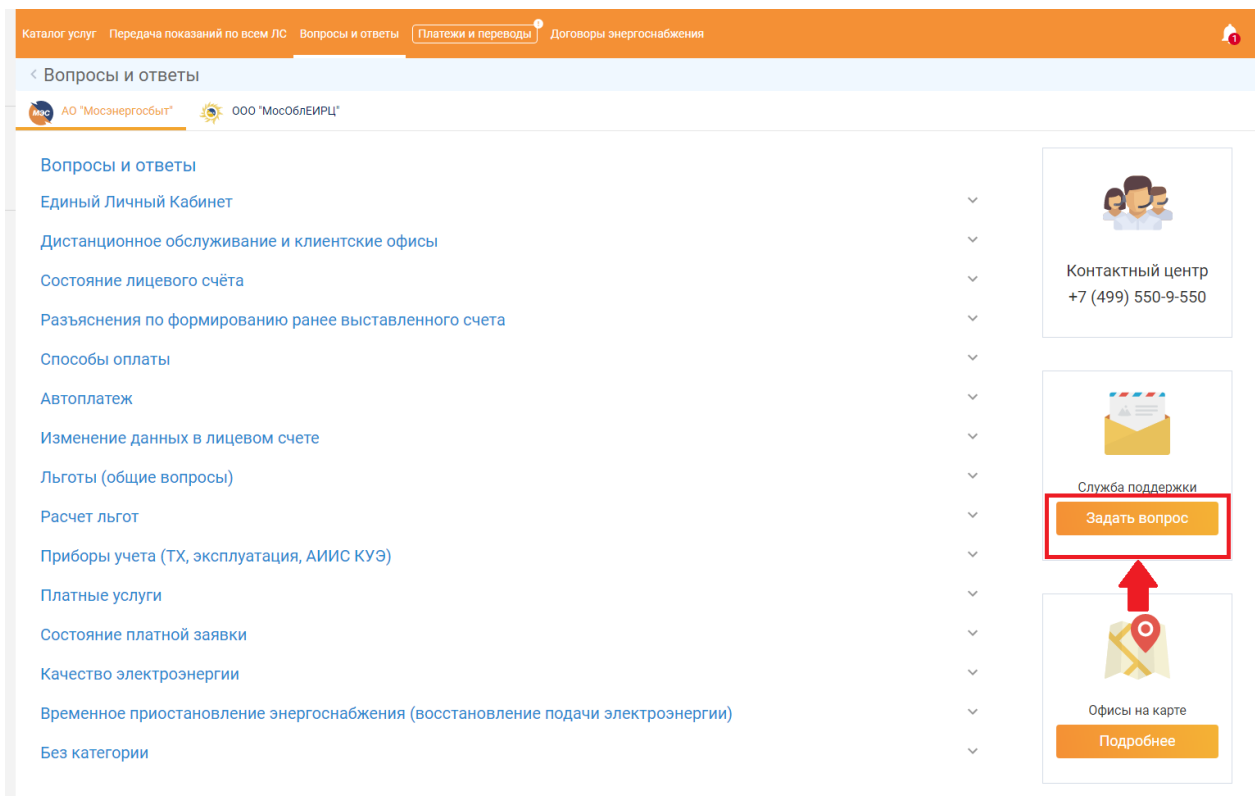 Каталог услуг Передача показаний по всем ЛС Вопросы и ответы Платежи и переводы ! Договоры энергоснабжения 1
Вопросы и ответы
МЭС АО "Мосэнергосбыт" ООО "МосОблЕИРЦ"
Вопросы и ответы
Единый Личный Кабинет
Дистанционное обслуживание и клиентские офисы
Состояние лицевого счёта
Разъяснения по формированию ранее выставленного счета
Способы оплаты
Автоплатеж
Изменение данных в лицевом счете
Льготы (общие вопросы)
Расчет льгот
Приборы учета (ТХ, эксплуатация, АИИС КУЭ)
Платные услуги
Состояние платной заявки
Качество электроэнергии
Временное приостановление энергоснабжения (восстановление подачи электроэнергии)
Без категории
Контактный центр
+7 (499) 550-9-550
Служба поддержки
Задать вопрос
Офисы на карте
Подробнее